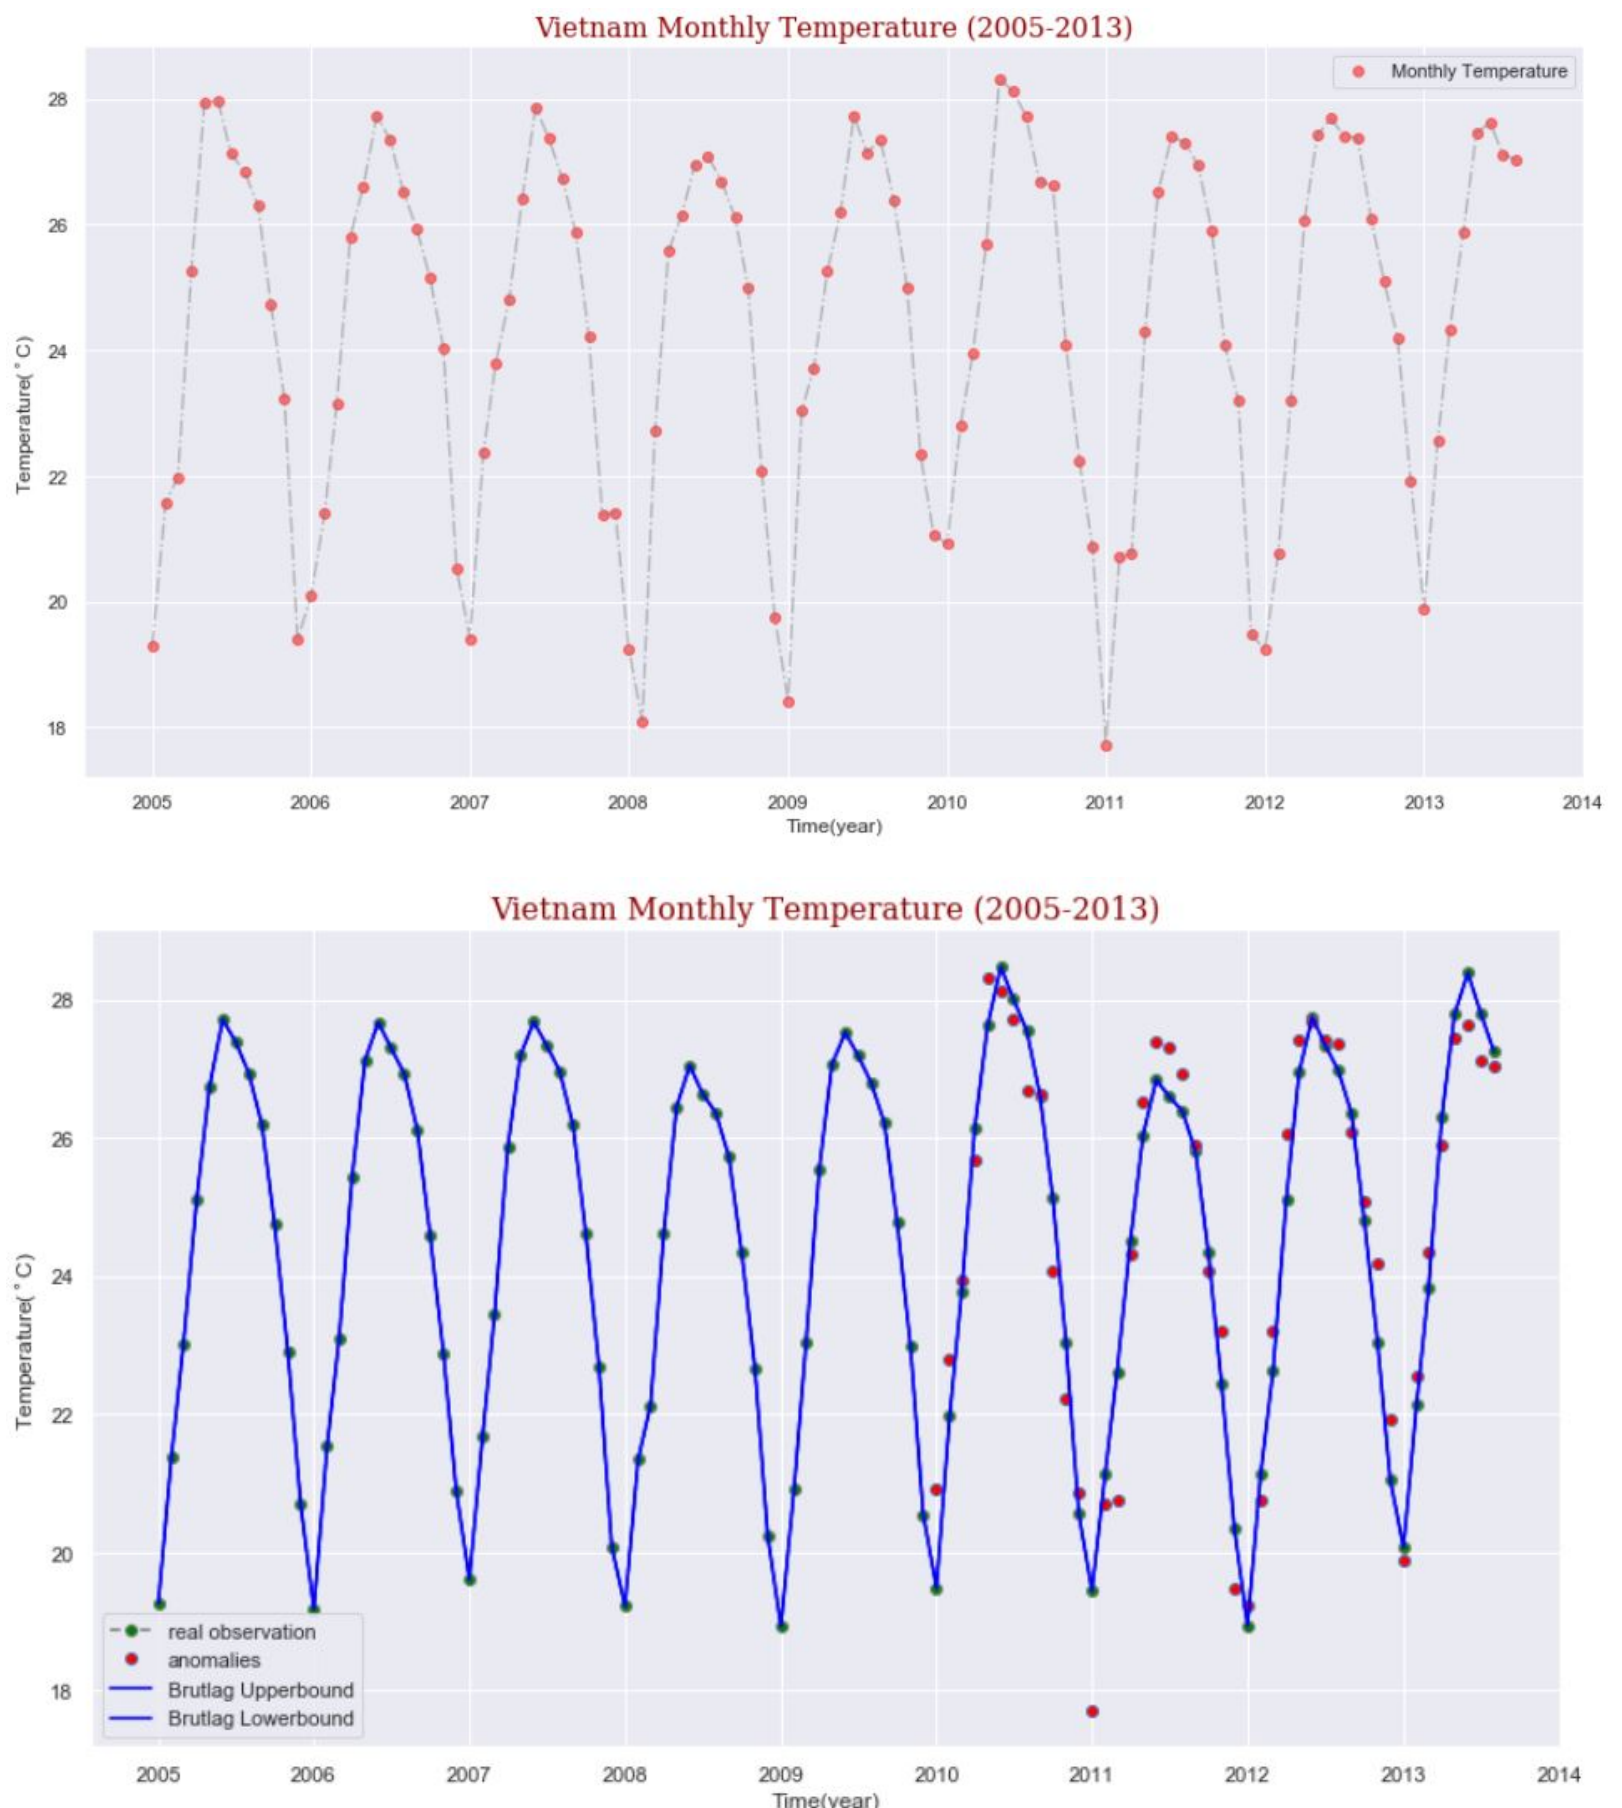 Vietnam Monthly Temperature (2005-2013)
Monthly Temperature
28
26
24
22
20
18
Temperature(˚C)
2005 2006 2007 2008 2009 2010 2011 2012 2013 2014
Time(year)
Vietnam Monthly Temperature (2005-2013)
28
26
24
22
20
18
Temperature(˚C)
real observation
anomalies
Brutlag Upperbound
Brutlag Lowerbound
2005 2006 2007 2008 2009 2010 2011 2012 2013 2014
Time(year)